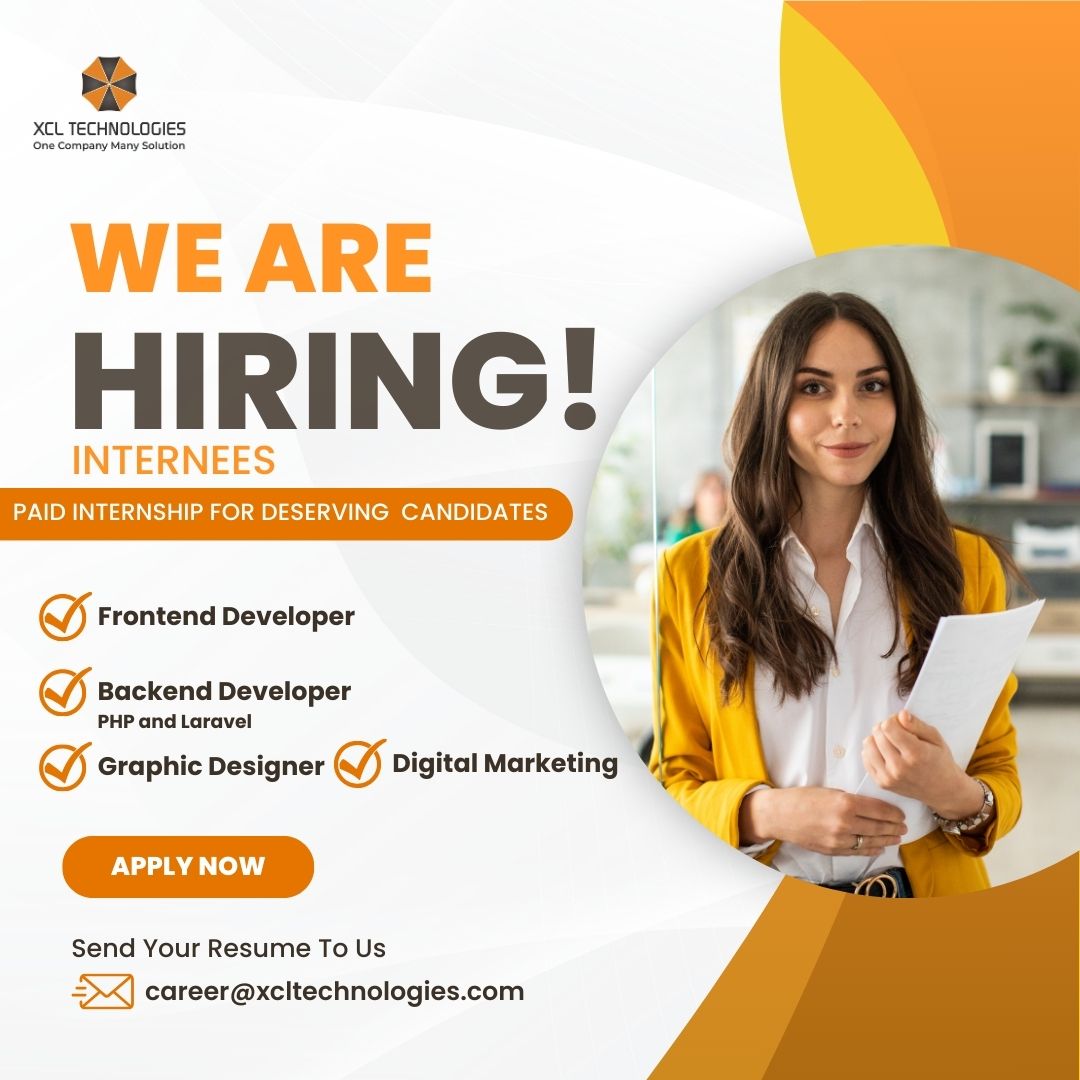 XCL TECHNOLOGIES
One Company Many Solution
WE ARE
HIRING!
INTERNEES
PAID INTERNSHIP FOR DESERVING CANDIDATES
Frontend Developer
Backend Developer
PHP and Laravel
Graphic Designer
Digital Marketing
APPLY NOW
Send Your Resume To Us
career@xcltechnologies.com